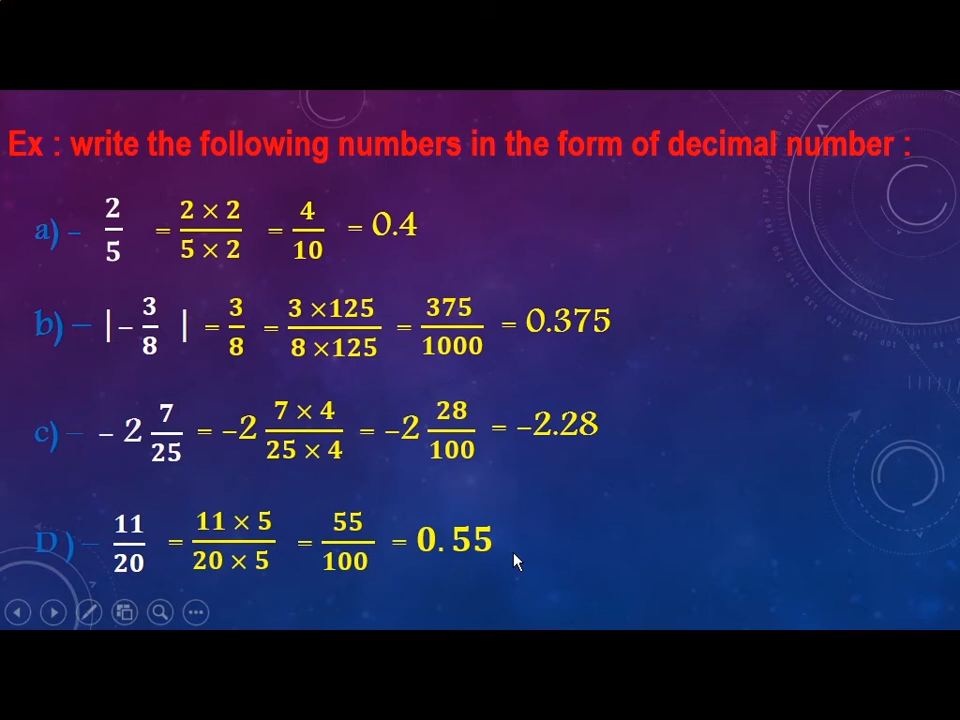 Ex : write the following numbers in the form of decimal number :
a) – 2/5 = 2 × 2 / 5 × 2 = 4/10 = 0.4
b) – |– 3/8 | = 3/8 = 3 ×125 / 8 ×125 = 375/1000 = 0.375
c) – – 2 7/25 = –2 7 × 4 / 25 × 4 = –2 28/100 = –2.28
D ) – 11/20 = 11 × 5 / 20 × 5 = 55/100 = 0.55